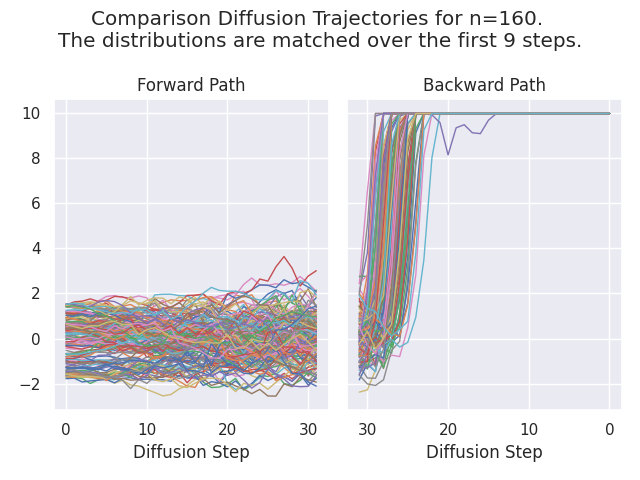 Comparison Diffusion Trajectories for n=160.
The distributions are matched over the first 9 steps.
Forward Path
Backward Path
10
8
6
4
2
0
−2
0
10
20
30
30
20
10
0
Diffusion Step
Diffusion Step